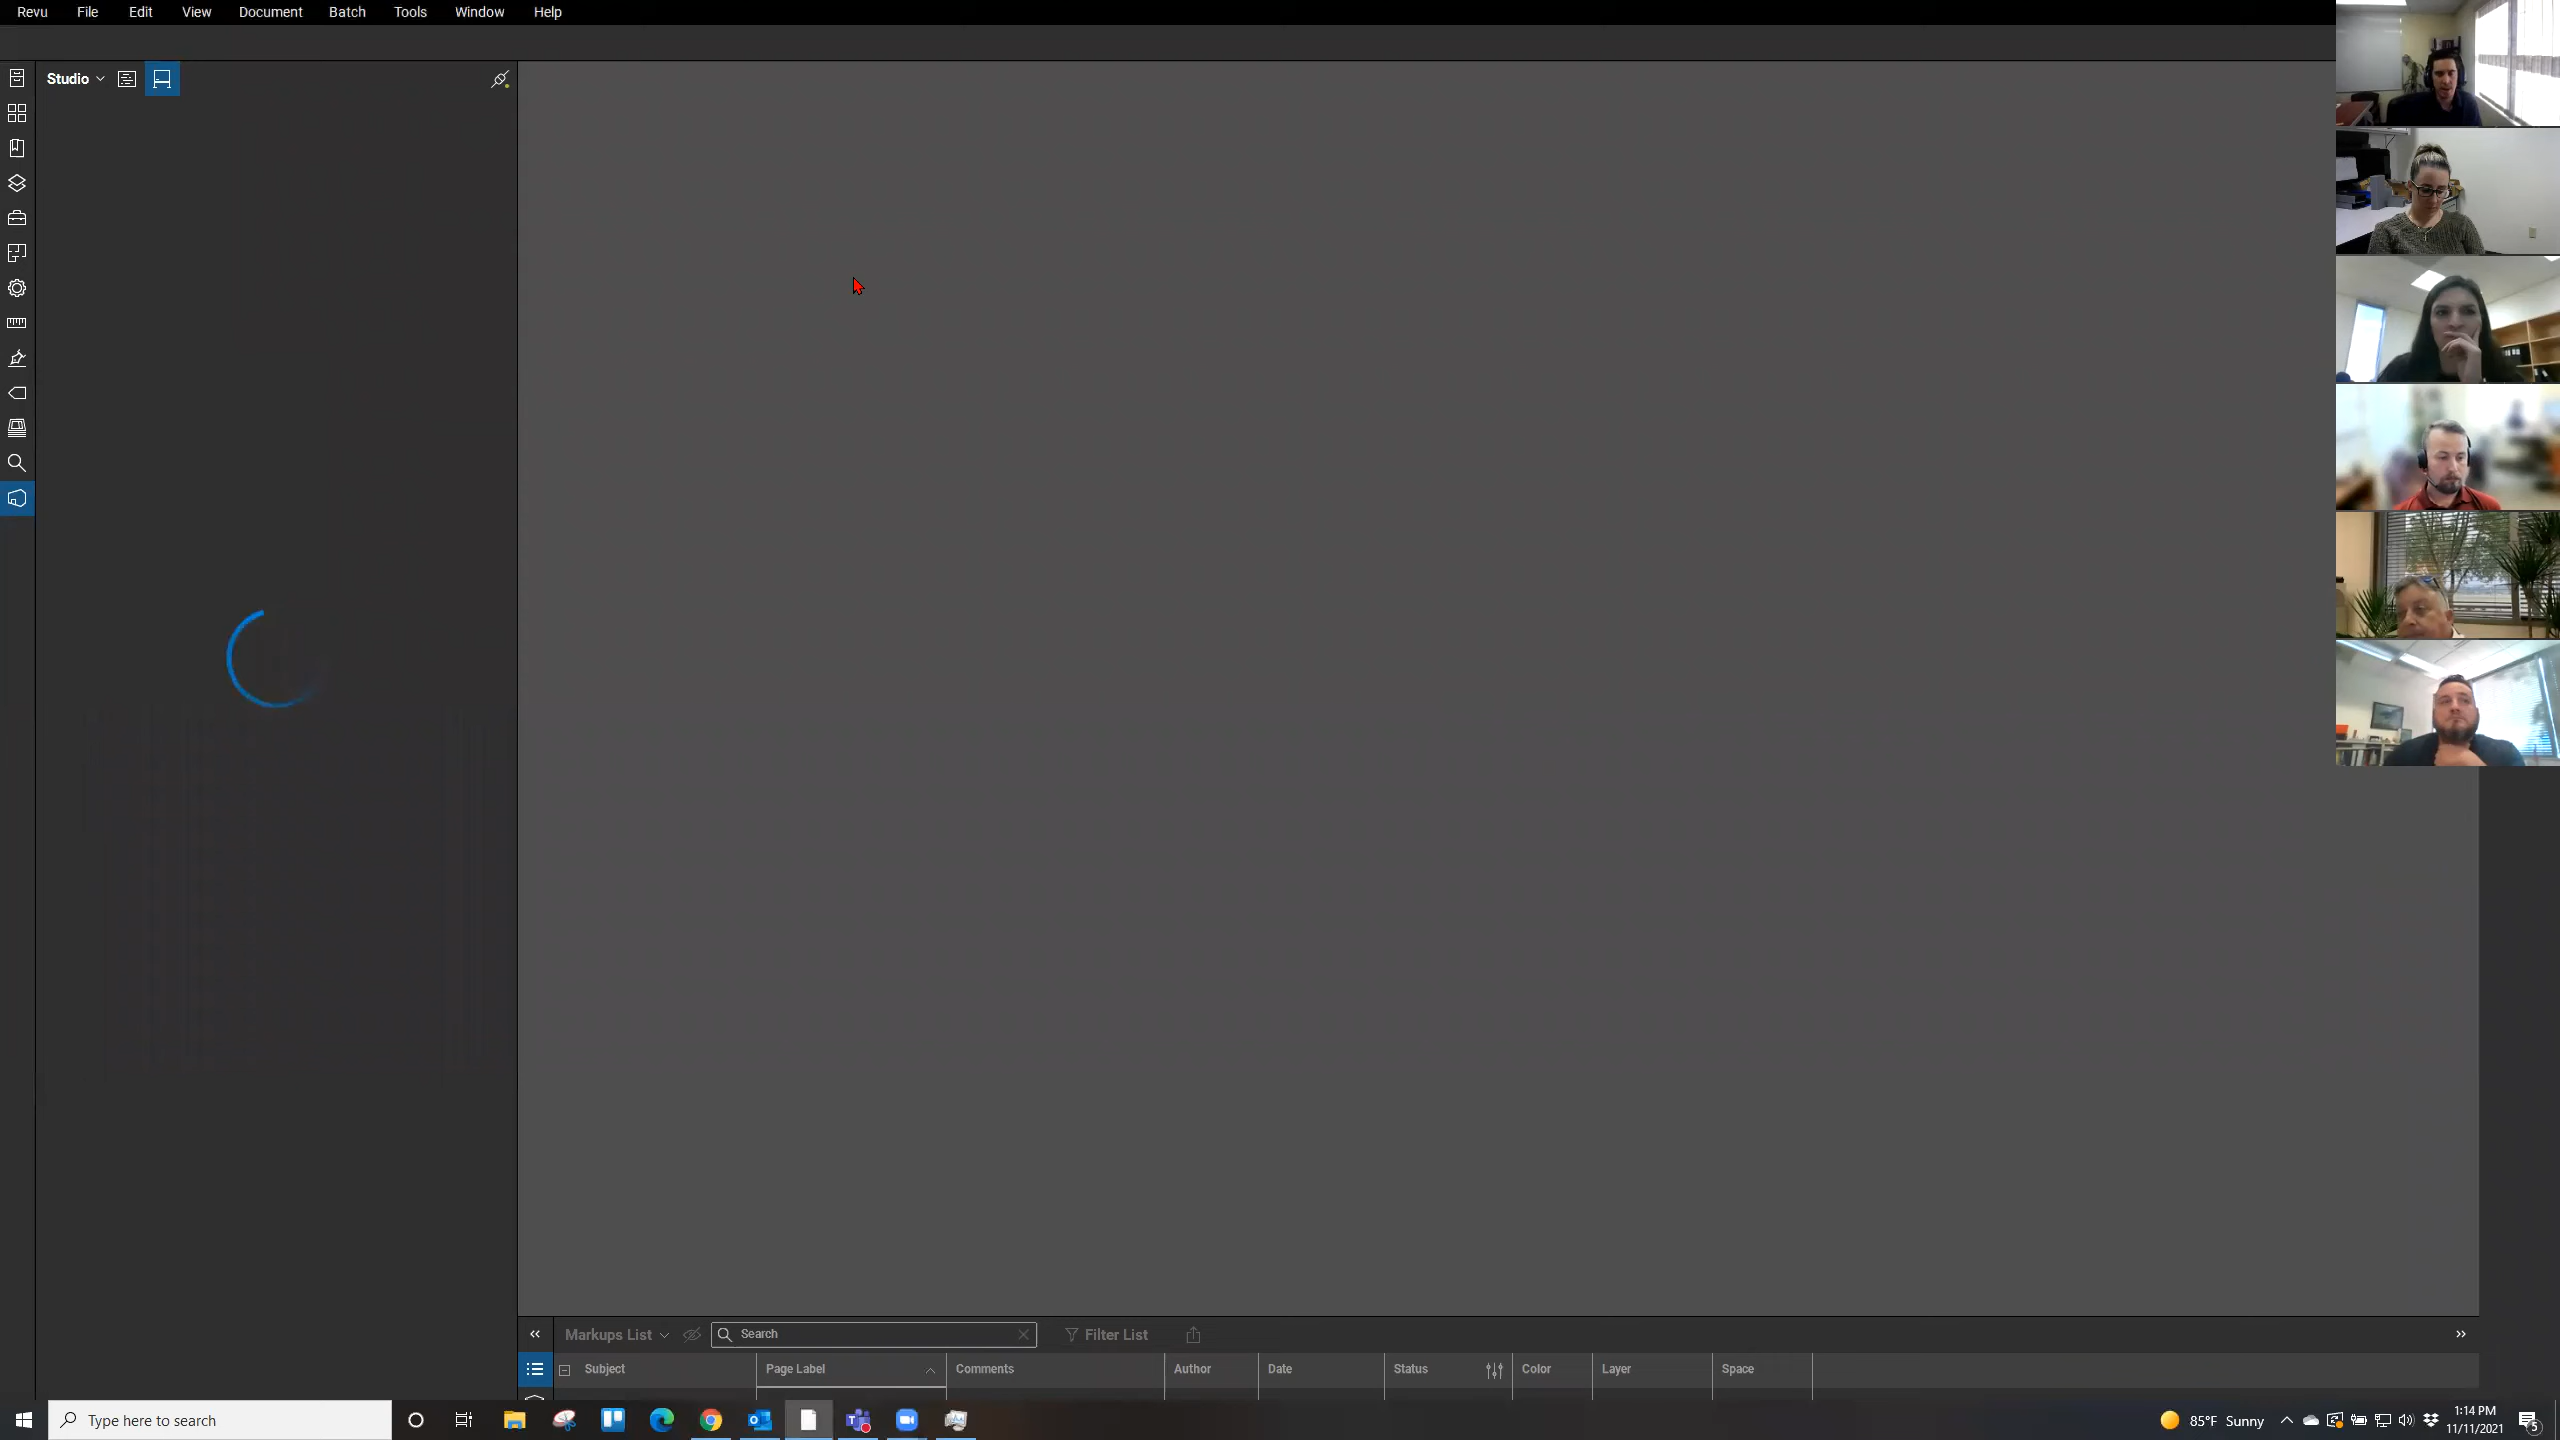 Revu File Edit View Document Batch Tools Window Help
Studio
Markups List Search Filter List
Subject Page Label Comments Author Date Status Color Layer Space
Type here to search
85°F Sunny
1:14 PM
11/11/2021
5